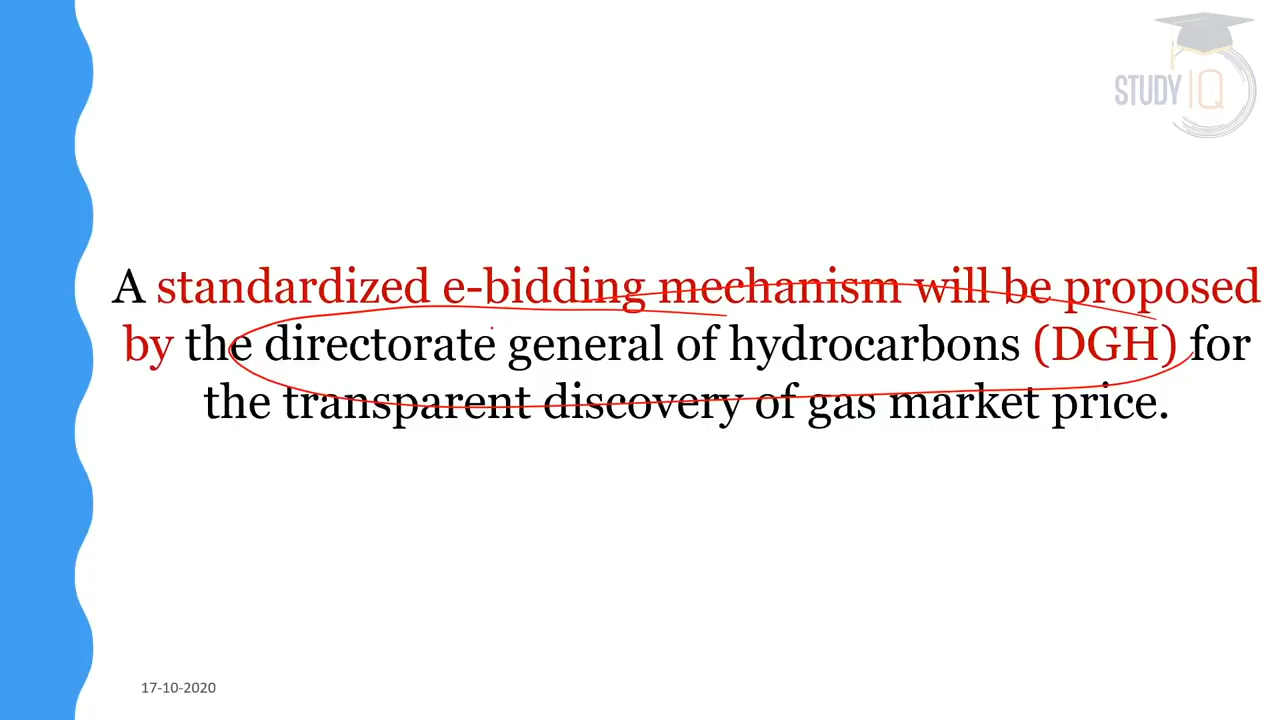 STUDY IQ
A standardized e-bidding mechanism will be proposed
by the directorate general of hydrocarbons (DGH) for
the transparent discovery of gas market price.
17-10-2020